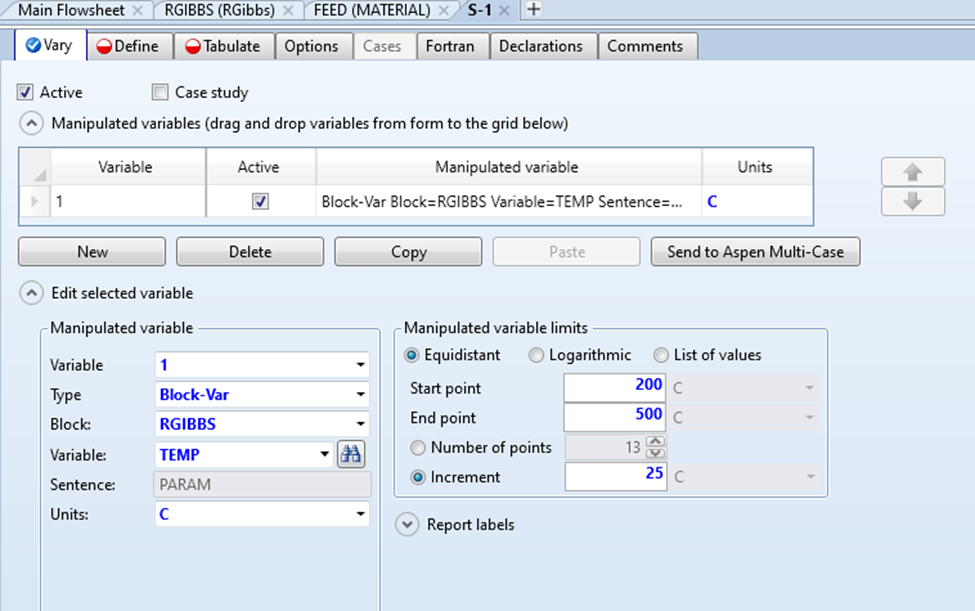 Main Flowsheet × RGIBBS (RGibbs) × FEED (MATERIAL) × S-1 × +
Vary Define Tabulate Options Cases Fortran Declarations Comments
Active Case study
Manipulated variables (drag and drop variables from form to the grid below)
Variable Active Manipulated variable Units
1 Block-Var Block=RGIBBS Variable=TEMP Sentence=... C
New Delete Copy Paste Send to Aspen Multi-Case
Edit selected variable
Manipulated variable
Variable 1
Type Block-Var
Block: RGIBBS
Variable: TEMP
Sentence: PARAM
Units: C
Manipulated variable limits
Equidistant Logarithmic List of values
Start point 200 C
End point 500 C
Number of points 13
Increment 25 C
Report labels